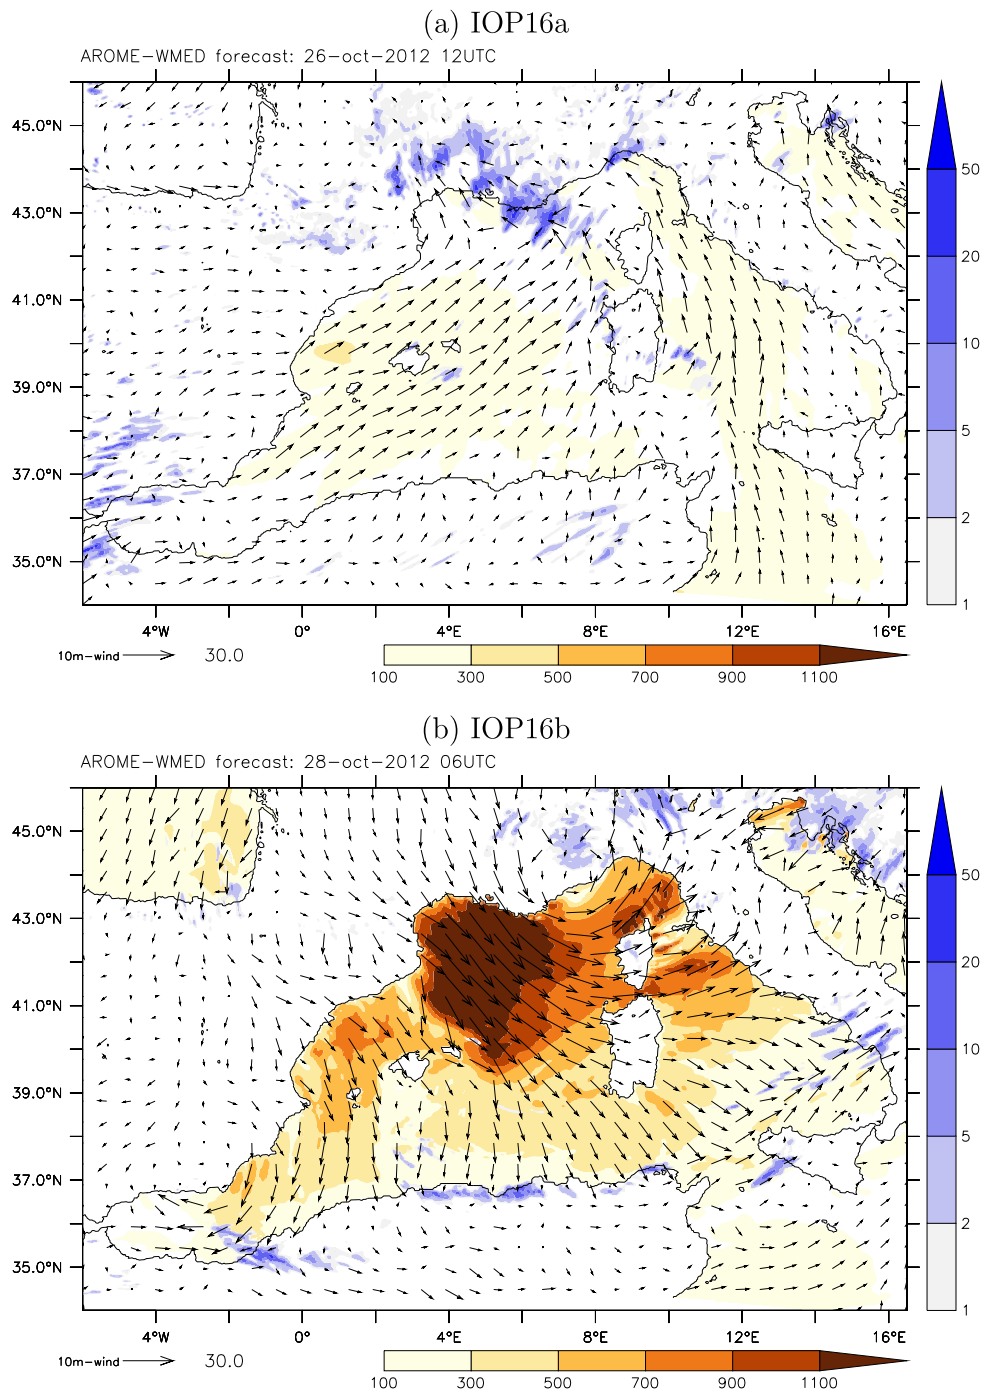 (a) IOP16a
AROME-WMED forecast: 26-oct-2012 12UTC
45.0°N
43.0°N
41.0°N
39.0°N
37.0°N
35.0°N
50
20
10
5
2
1
4°W 0° 4°E 8°E 12°E 16°E
10m-wind 30.0
100 300 500 700 900 1100
(b) IOP16b
AROME-WMED forecast: 28-oct-2012 06UTC
45.0°N
43.0°N
41.0°N
39.0°N
37.0°N
35.0°N
50
20
10
5
2
1
4°W 0° 4°E 8°E 12°E 16°E
10m-wind 30.0
100 300 500 700 900 1100